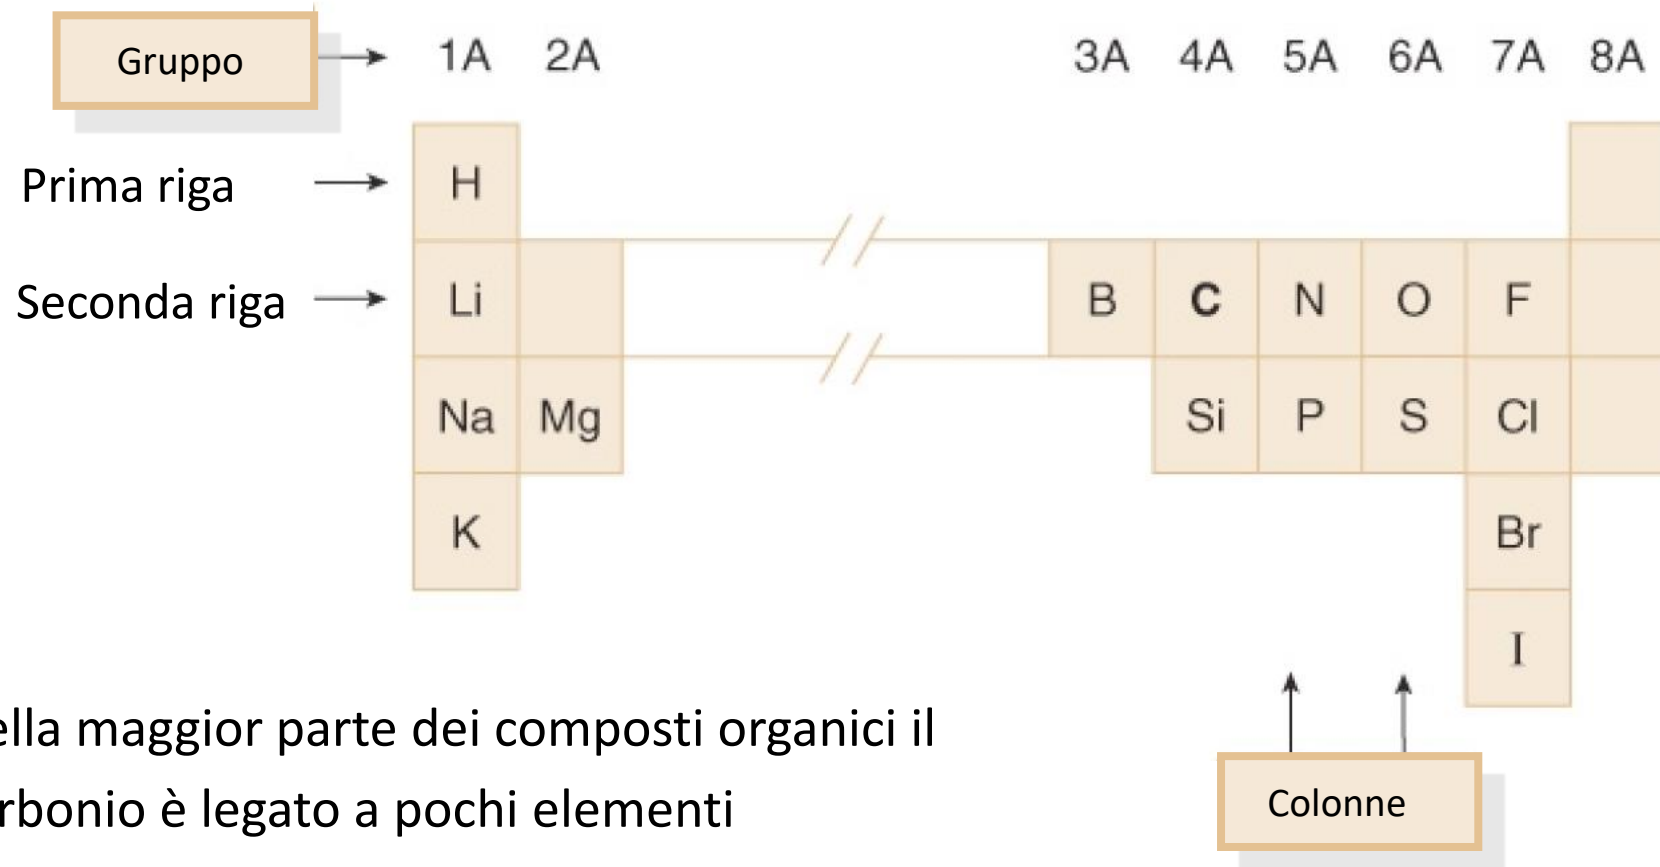 Gruppo 1A 2A 3A 4A 5A 6A 7A 8A
Prima riga H
Seconda riga Li B C N O F
Na Mg Si P S Cl
K Br
I
ella maggior parte dei composti organici il
rbonio è legato a pochi elementi
Colonne